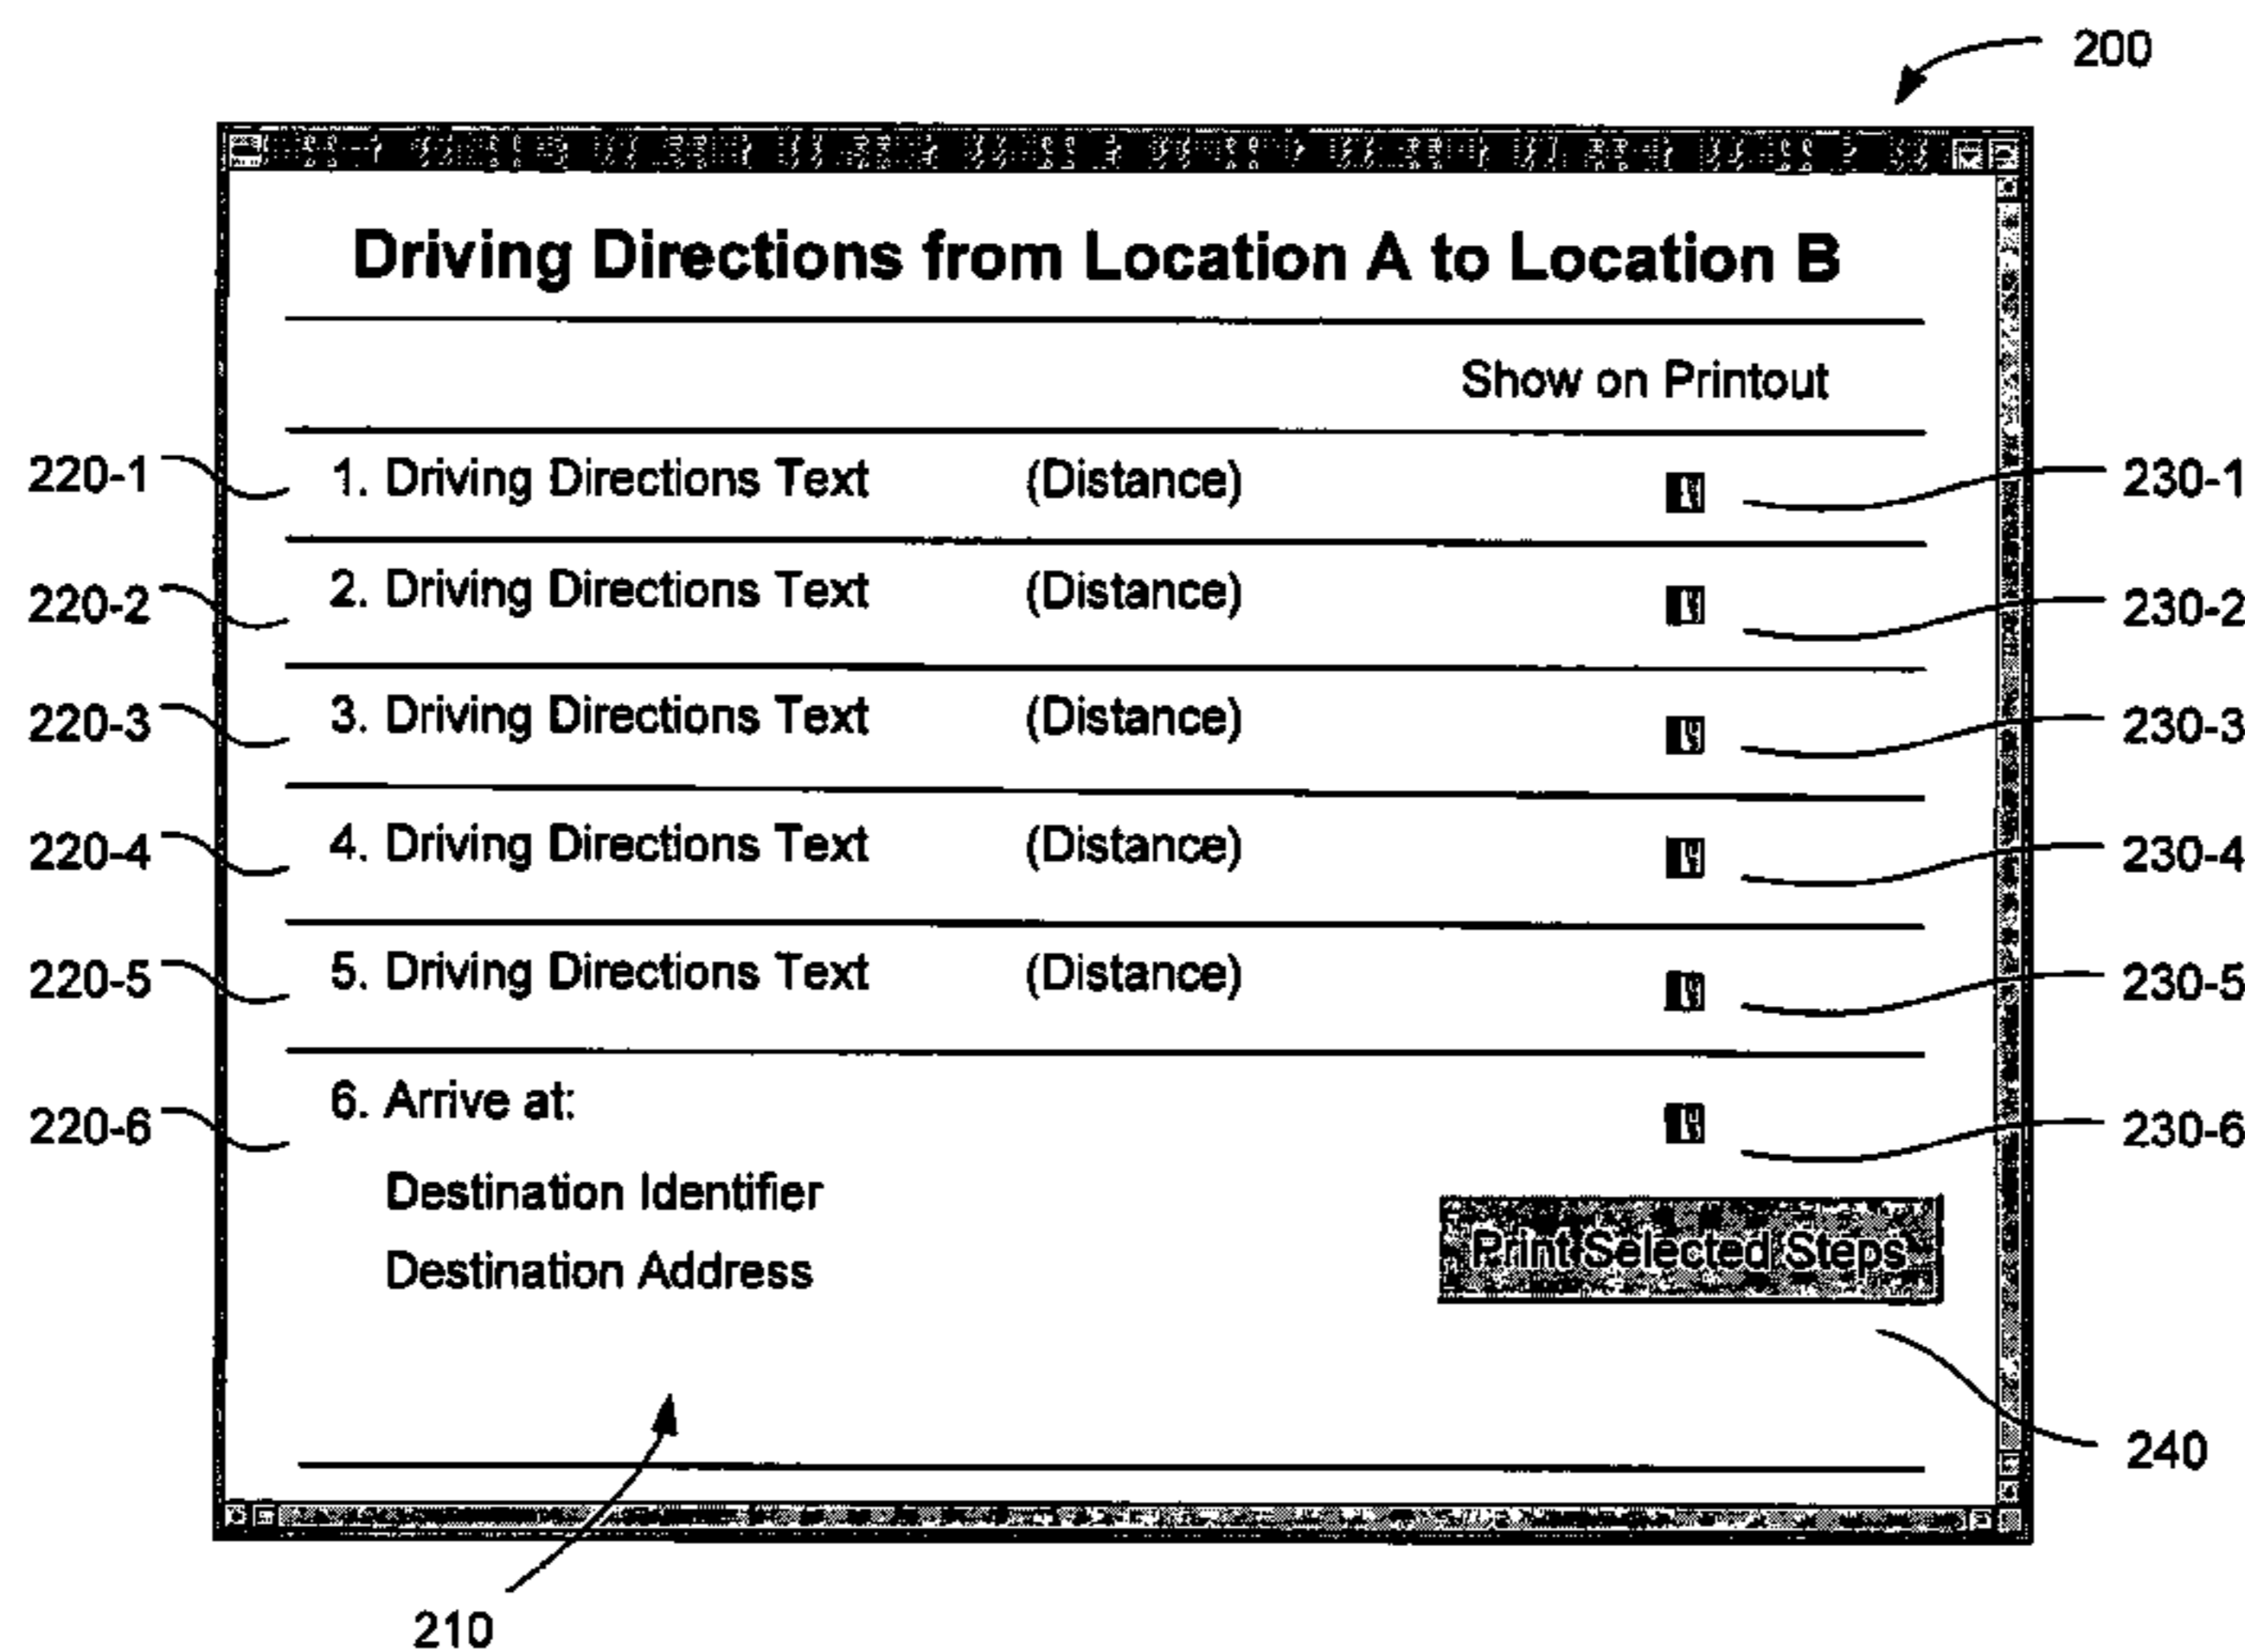 200
Driving Directions from Location A to Location B
Show on Printout
220-1 1. Driving Directions Text (Distance) 230-1
220-2 2. Driving Directions Text (Distance) 230-2
220-3 3. Driving Directions Text (Distance) 230-3
220-4 4. Driving Directions Text (Distance) 230-4
220-5 5. Driving Directions Text (Distance) 230-5
220-6 6. Arrive at: 230-6
Destination Identifier
Print Selected Steps
Destination Address
240
210